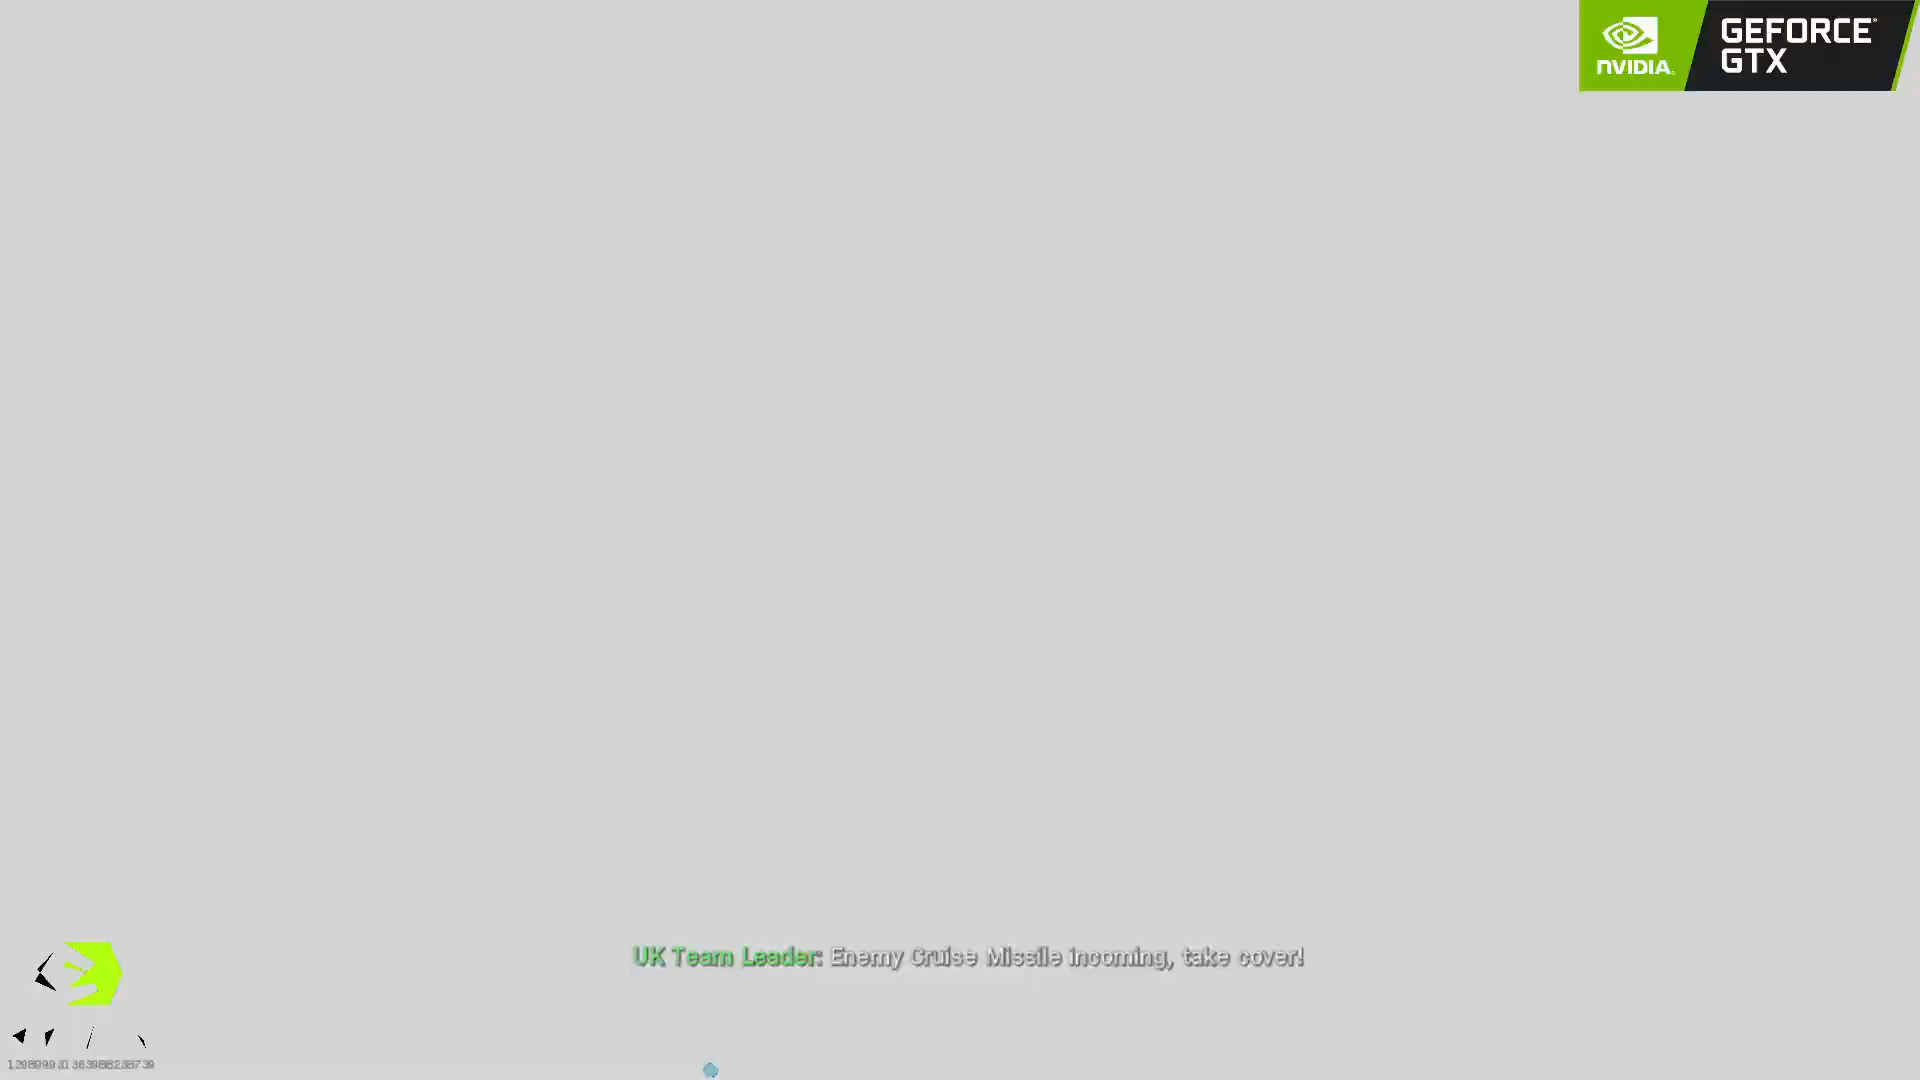 NVIDIA
GEFORCE
GTX
UK Team Leader: Enemy Cruise Missile incoming, take cover!